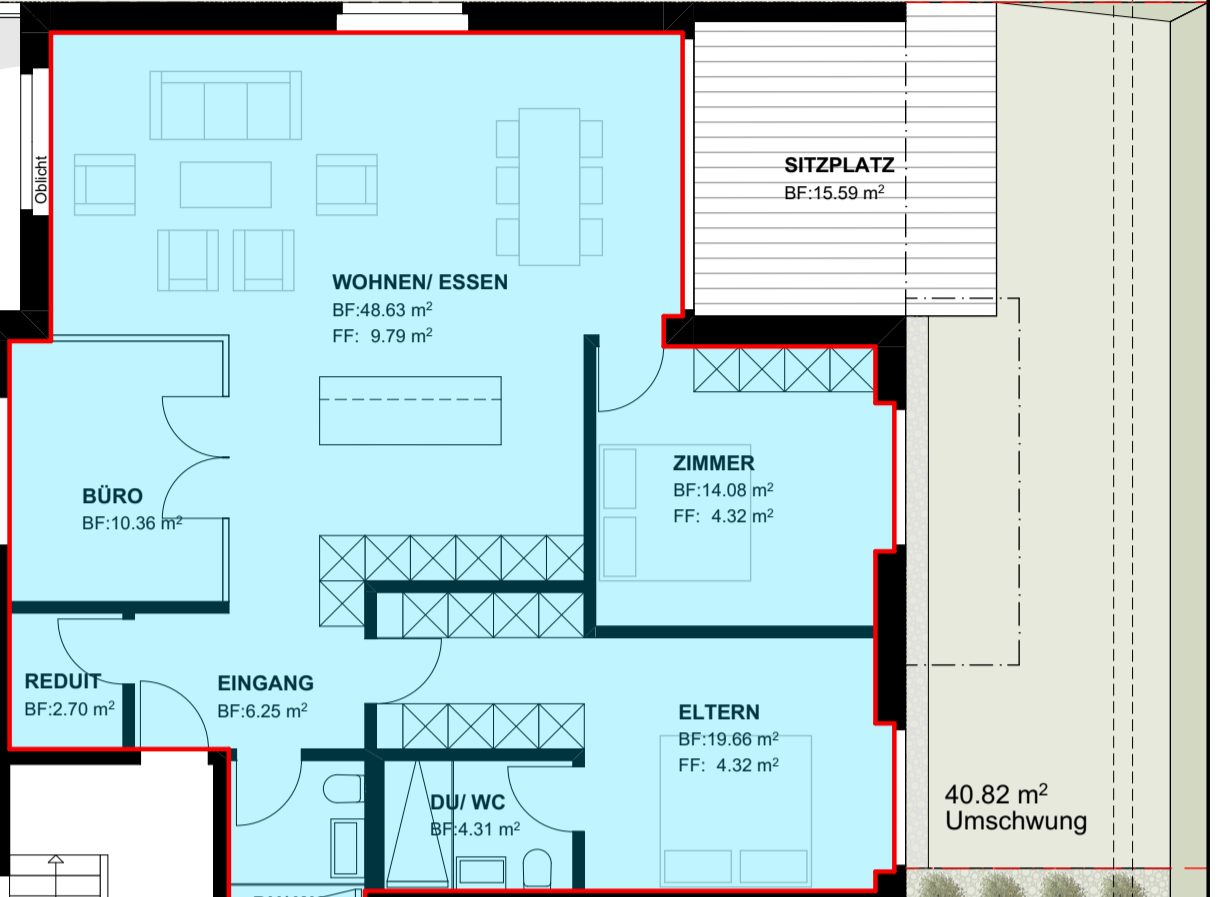 Oblicht
SITZPLATZ
BF:15.59 m²
WOHNEN/ ESSEN
BF:48.63 m²
FF: 9.79 m²
ZIMMER
BF:14.08 m²
FF: 4.32 m²
BÜRO
BF:10.36 m²
REDUIT
BF:2.70 m²
EINGANG
BF:6.25 m²
ELTERN
BF:19.66 m²
FF: 4.32 m²
DU/ WC
BF:4.31 m²
40.82 m²
Umschwung